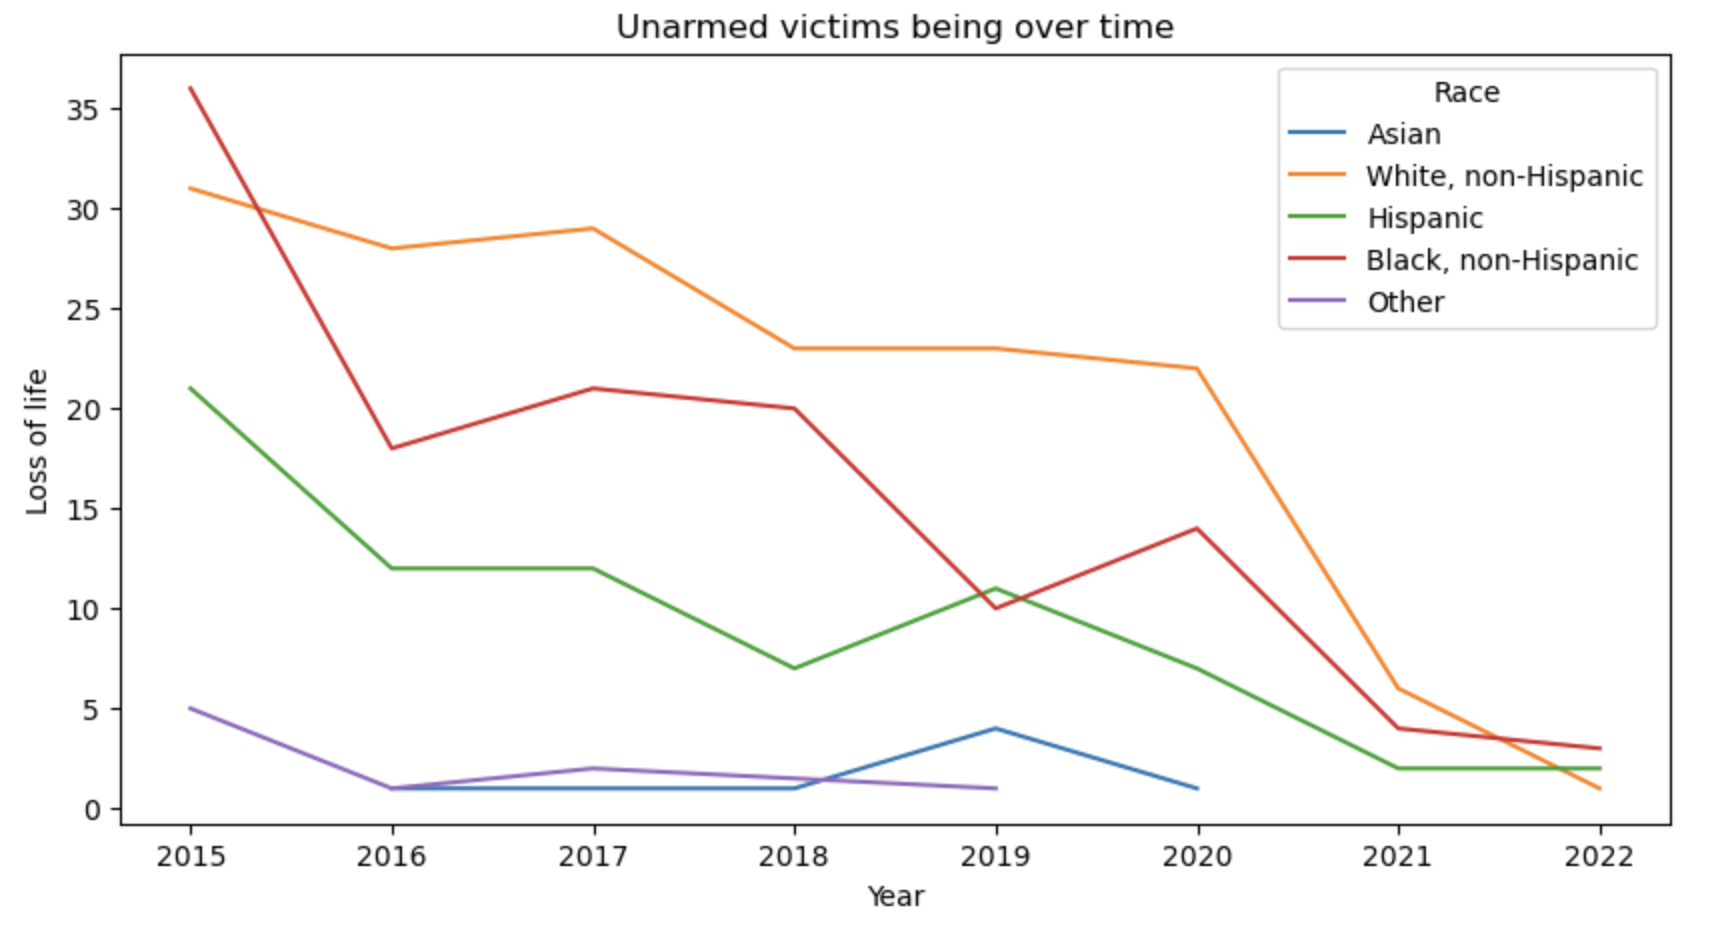 Unarmed victims being over time
Race
Asian
White, non-Hispanic
Hispanic
Black, non-Hispanic
Other
Loss of life
35
30
25
20
15
10
5
0
2015 2016 2017 2018 2019 2020 2021 2022
Year